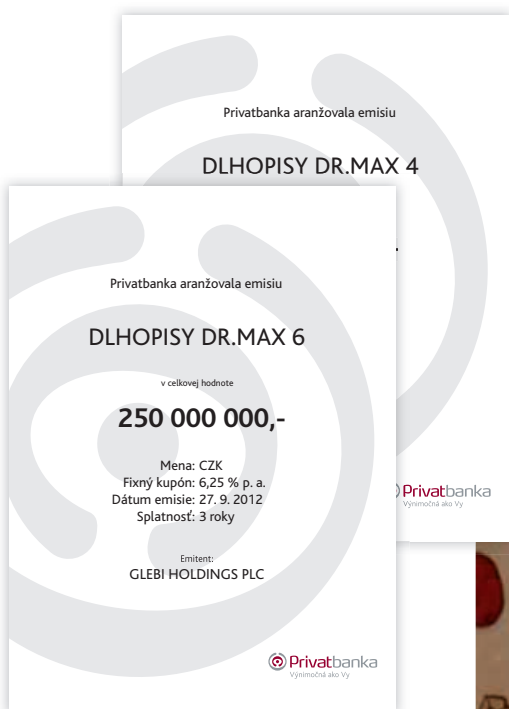 Privatbanka aranžovala emisiu
DLHOPISY DR.MAX 4
Privatbanka
Výnimočná ako Vy
Privatbanka aranžovala emisiu
DLHOPISY DR.MAX 6
v celkovej hodnote
250 000 000,-
Mena: CZK
Fixný kupón: 6,25 % p. a.
Dátum emisie: 27. 9. 2012
Splatnosť: 3 roky
Emitent:
GLEBI HOLDINGS PLC
Privatbanka
Výnimočná ako Vy